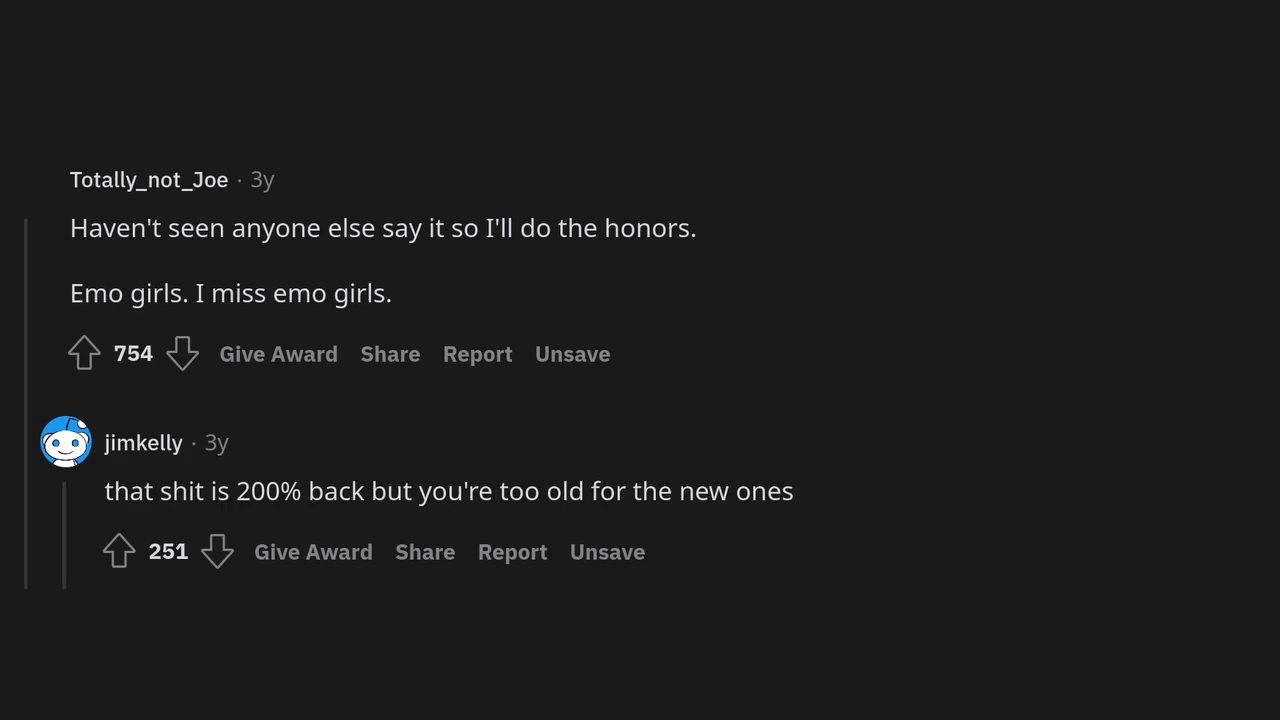 Totally_not_Joe · 3y
Haven't seen anyone else say it so I'll do the honors.
Emo girls. I miss emo girls.
754 Give Award Share Report Unsave
jimkelly · 3y
that shit is 200% back but you're too old for the new ones
251 Give Award Share Report Unsave